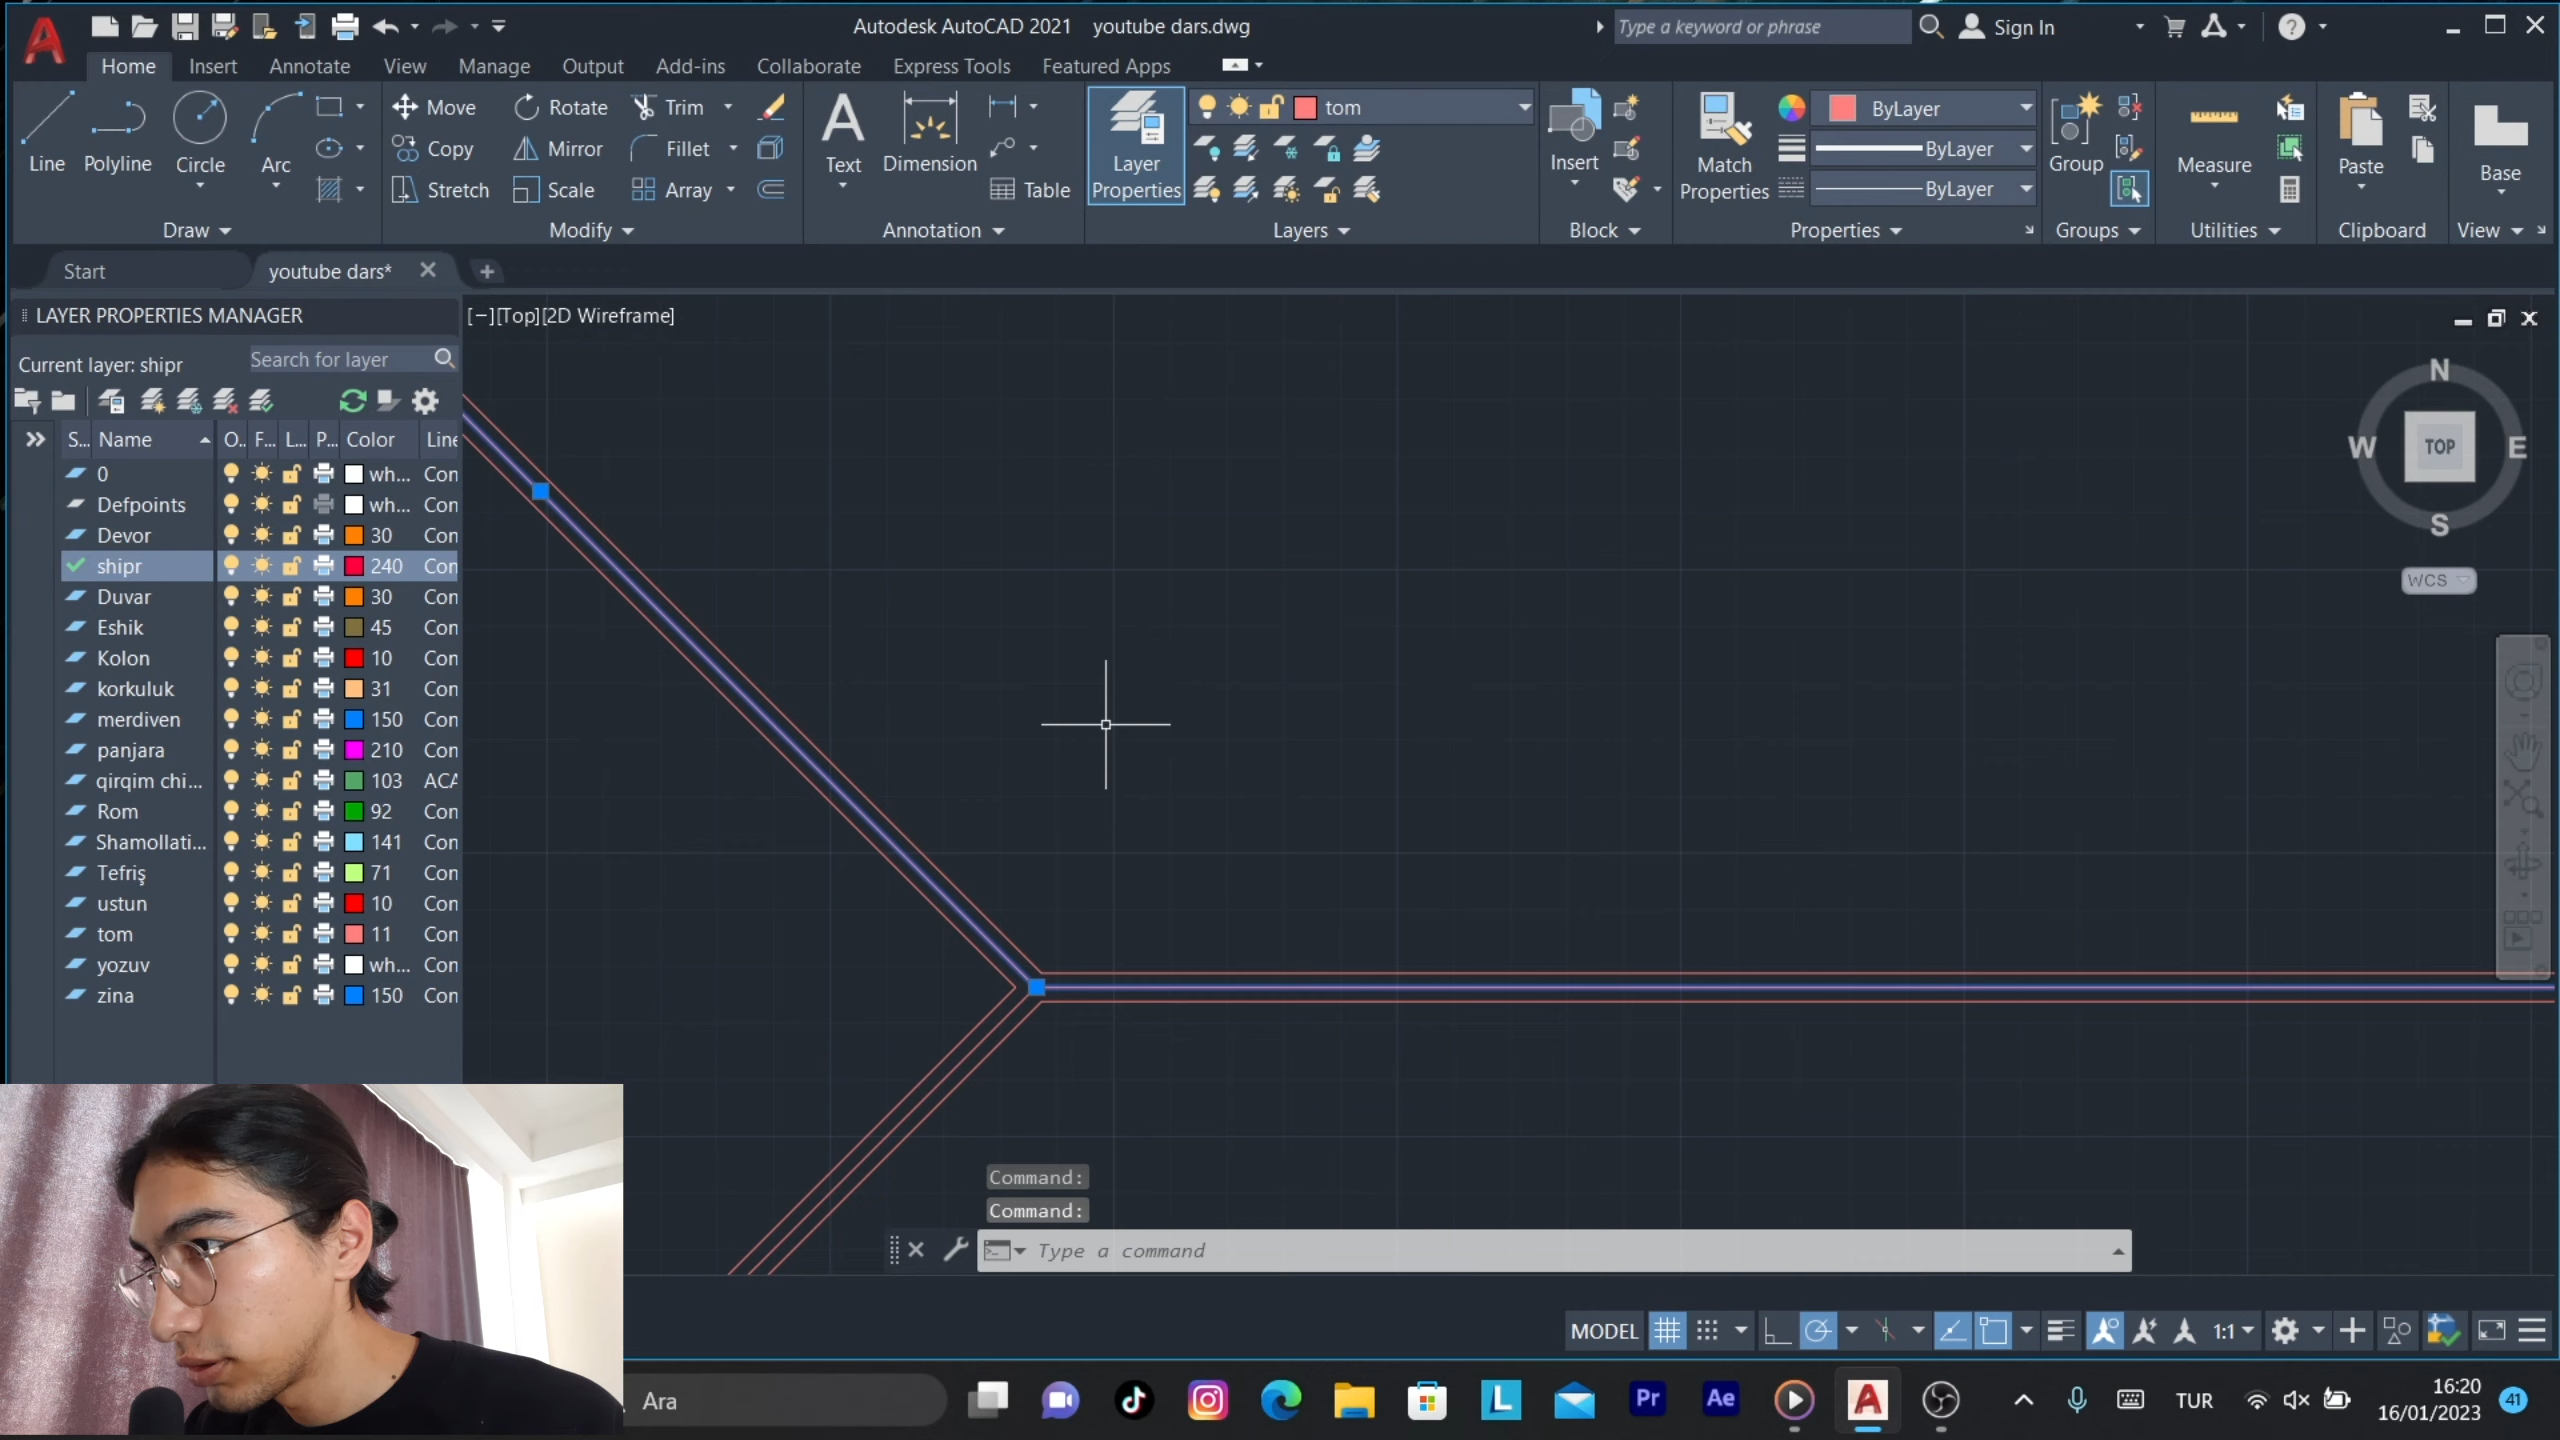 Autodesk AutoCAD 2021 youtube dars.dwg
Type a keyword or phrase
Sign In
Home Insert Annotate View Manage Output Add-ins Collaborate Express Tools Featured Apps
Line Polyline Circle Arc
Move Rotate Trim
Copy Mirror Fillet
Stretch Scale Array
Text Dimension
Table
Layer
Properties
tom
Insert
Match
Properties
ByLayer
ByLayer
ByLayer
Group
Measure
Paste
Base
Draw Modify Annotation Layers Block Properties Groups Utilities Clipboard View
Start youtube dars*
LAYER PROPERTIES MANAGER
Current layer: shipr
Search for layer
S... Name O.. F... L... P... Color Line
0 wh... Con
Defpoints wh... Con
Devor 30 Con
shipr 240 Con
Duvar 30 Con
Eshik 45 Con
Kolon 10 Con
korkuluk 31 Con
merdiven 150 Con
panjara 210 Con
qirqim chi... 103 ACA
Rom 92 Con
Shamollati... 141 Con
Tefriş 71 Con
ustun 10 Con
tom 11 Con
yozuv wh... Con
zina 150 Con
[−][Top][2D Wireframe]
N
W TOP E
S
WCS
Command:
Command:
Type a command
MODEL 1:1
Ara
L Pr Ae A
TUR
16:20
16/01/2023
41